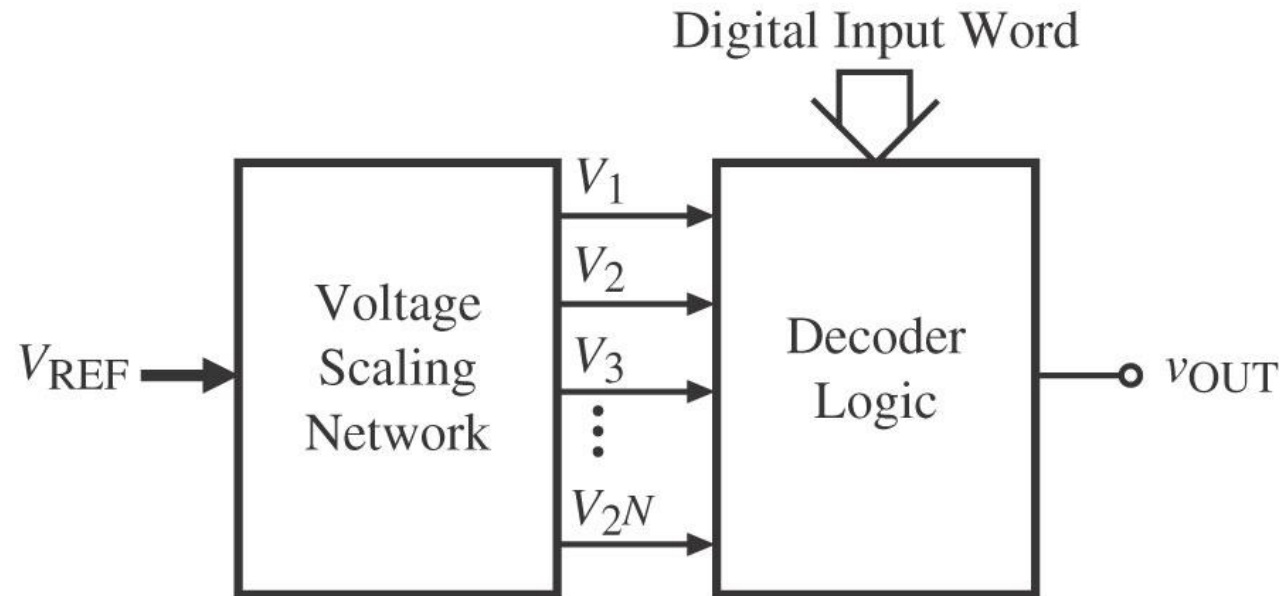 Digital Input Word
V1
V2
V3
V2N
Voltage
Scaling
Network
Decoder
Logic
VREF
vOUT